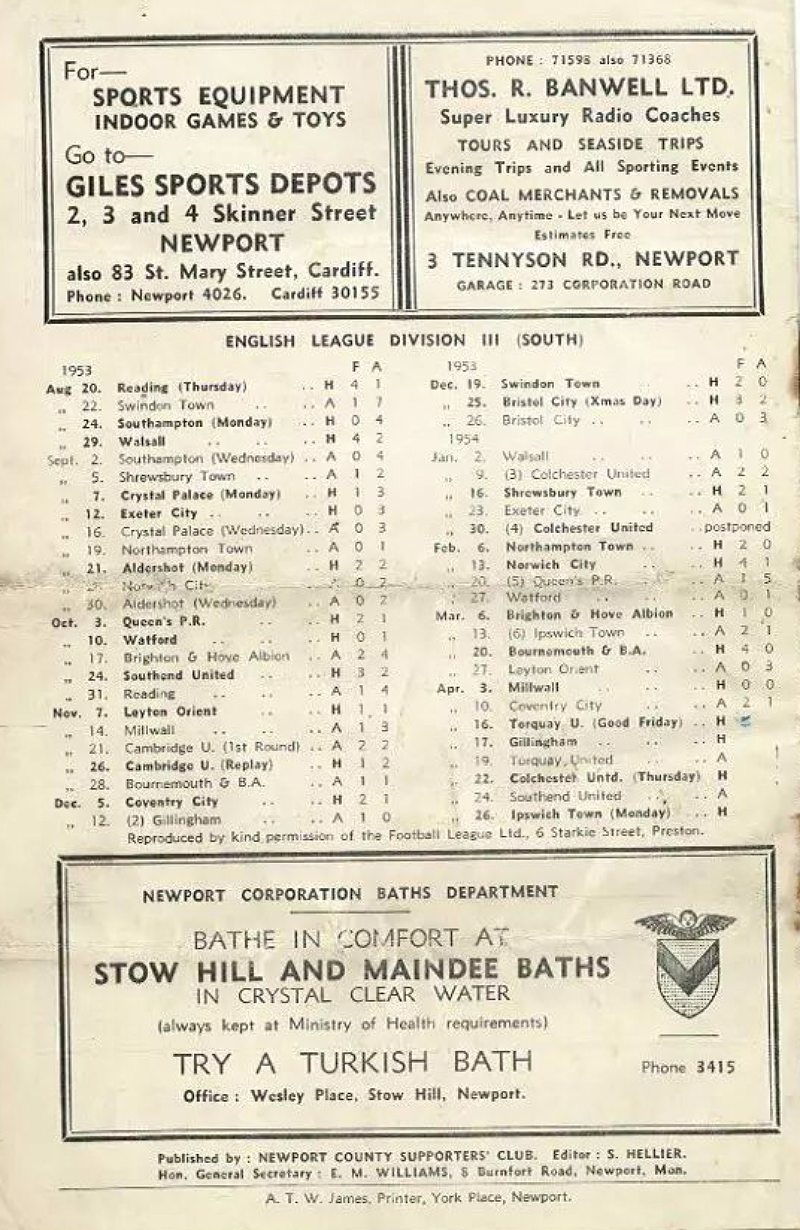 For—
SPORTS EQUIPMENT
INDOOR GAMES & TOYS
Go to—
GILES SPORTS DEPOTS
2, 3 and 4 Skinner Street
NEWPORT
also 83 St. Mary Street, Cardiff.
Phone : Newport 4026. Cardiff 30155
PHONE : 71598 also 71368
THOS. R. BANWELL LTD.
Super Luxury Radio Coaches
TOURS AND SEASIDE TRIPS
Evening Trips and All Sporting Events
Also COAL MERCHANTS & REMOVALS
Anywhere, Anytime - Let us be Your Next Move
Estimates Free
3 TENNYSON RD., NEWPORT
GARAGE : 273 CORPORATION ROAD
ENGLISH LEAGUE DIVISION III (SOUTH)
1953 F A
Aug 20. Reading (Thursday) .. H 4 1
„ 22. Swindon Town .. .. A 1 7
„ 24. Southampton (Monday) .. H 0 4
„ 29. Walsall .. .. .. H 4 2
Sept. 2. Southampton (Wednesday) .. A 0 4
„ 5. Shrewsbury Town .. .. A 1 2
„ 7. Crystal Palace (Monday) .. H 1 3
„ 12. Exeter City .. .. .. H 0 3
„ 16. Crystal Palace (Wednesday) .. A 0 3
„ 19. Northampton Town .. A 0 1
„ 21. Aldershot (Monday) .. H 2 2
„ Norwich City A 0 2
„ 30. Aldershot (Wednesday) .. A 0 2
Oct. 3. Queen's P.R. .. .. H 2 1
„ 10. Watford .. .. .. H 0 1
„ 17. Brighton & Hove Albion .. A 2 4
„ 24. Southend United .. .. H 3 2
„ 31. Reading .. .. .. A 1 4
Nov. 7. Leyton Orient .. .. H 1 1
„ 14. Millwall .. .. .. A 1 3
„ 21. Cambridge U. (1st Round) .. A 2 2
„ 26. Cambridge U. (Replay) .. H 1 2
„ 28. Bournemouth & B.A. .. A 1 1
Dec. 5. Coventry City .. .. H 2 1
„ 12. (2) Gillingham .. .. A 1 0
1953 F A
Dec. 19. Swindon Town .. .. H 2 0
„ 25. Bristol City (Xmas Day) .. H 3 2
„ 26. Bristol City .. .. .. A 0 3
1954
Jan. 2. Walsall .. .. .. A 1 0
„ 9. (3) Colchester United .. A 2 2
„ 16. Shrewsbury Town .. .. H 2 1
„ 23. Exeter City .. .. .. A 0 1
„ 30. (4) Colchester United .. postponed
Feb. 6. Northampton Town .. .. H 2 0
„ 13. Norwich City .. .. H 4 1
„ 20. (5) Queen's P.R. .. .. A 1 5
„ 27. Watford .. .. .. A 0 1
Mar. 6. Brighton & Hove Albion .. H 1 0
„ 13. (6) Ipswich Town .. .. A 2 1
„ 20. Bournemouth & B.A. .. H 4 0
„ 27. Leyton Orient .. .. A 0 3
Apr. 3. Millwall .. .. .. H 0 0
„ 10. Coventry City .. .. A 2 1
„ 16. Torquay U. (Good Friday) .. H
„ 17. Gillingham .. .. .. H
„ 19. Torquay United .. .. A
„ 22. Colchester Untd. (Thursday) H
„ 24. Southend United .. .. A
„ 26. Ipswich Town (Monday) .. H
Reproduced by kind permission of the Football League Ltd., 6 Starkie Street, Preston.
NEWPORT CORPORATION BATHS DEPARTMENT
BATHE IN COMFORT AT
STOW HILL AND MAINDEE BATHS
IN CRYSTAL CLEAR WATER
(always kept at Ministry of Health requirements)
TRY A TURKISH BATH
Phone 3415
Office : Wesley Place, Stow Hill, Newport.
Published by : NEWPORT COUNTY SUPPORTERS' CLUB. Editor : S. HELLIER.
Hon. General Secretary : E. M. WILLIAMS, 8 Burnfort Road, Newport, Mon.
A. T. W. James, Printer, York Place, Newport.